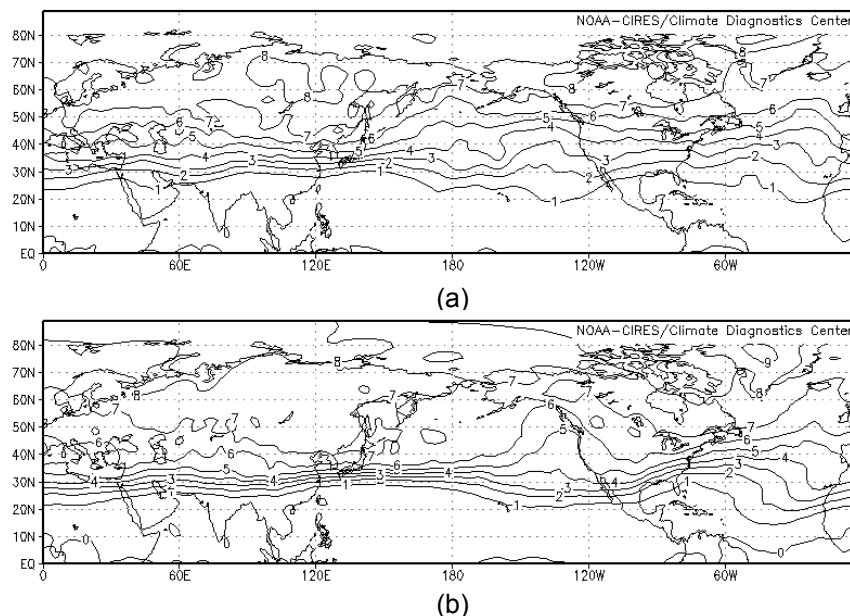 NOAA-CIRES/Climate Diagnostics Center
80N
70N
60N
50N
40N
30N
20N
10N
EQ
0 60E 120E 180 120W 60W
(a)
NOAA-CIRES/Climate Diagnostics Center
80N
70N
60N
50N
40N
30N
20N
10N
EQ
0 60E 120E 180 120W 60W
(b)